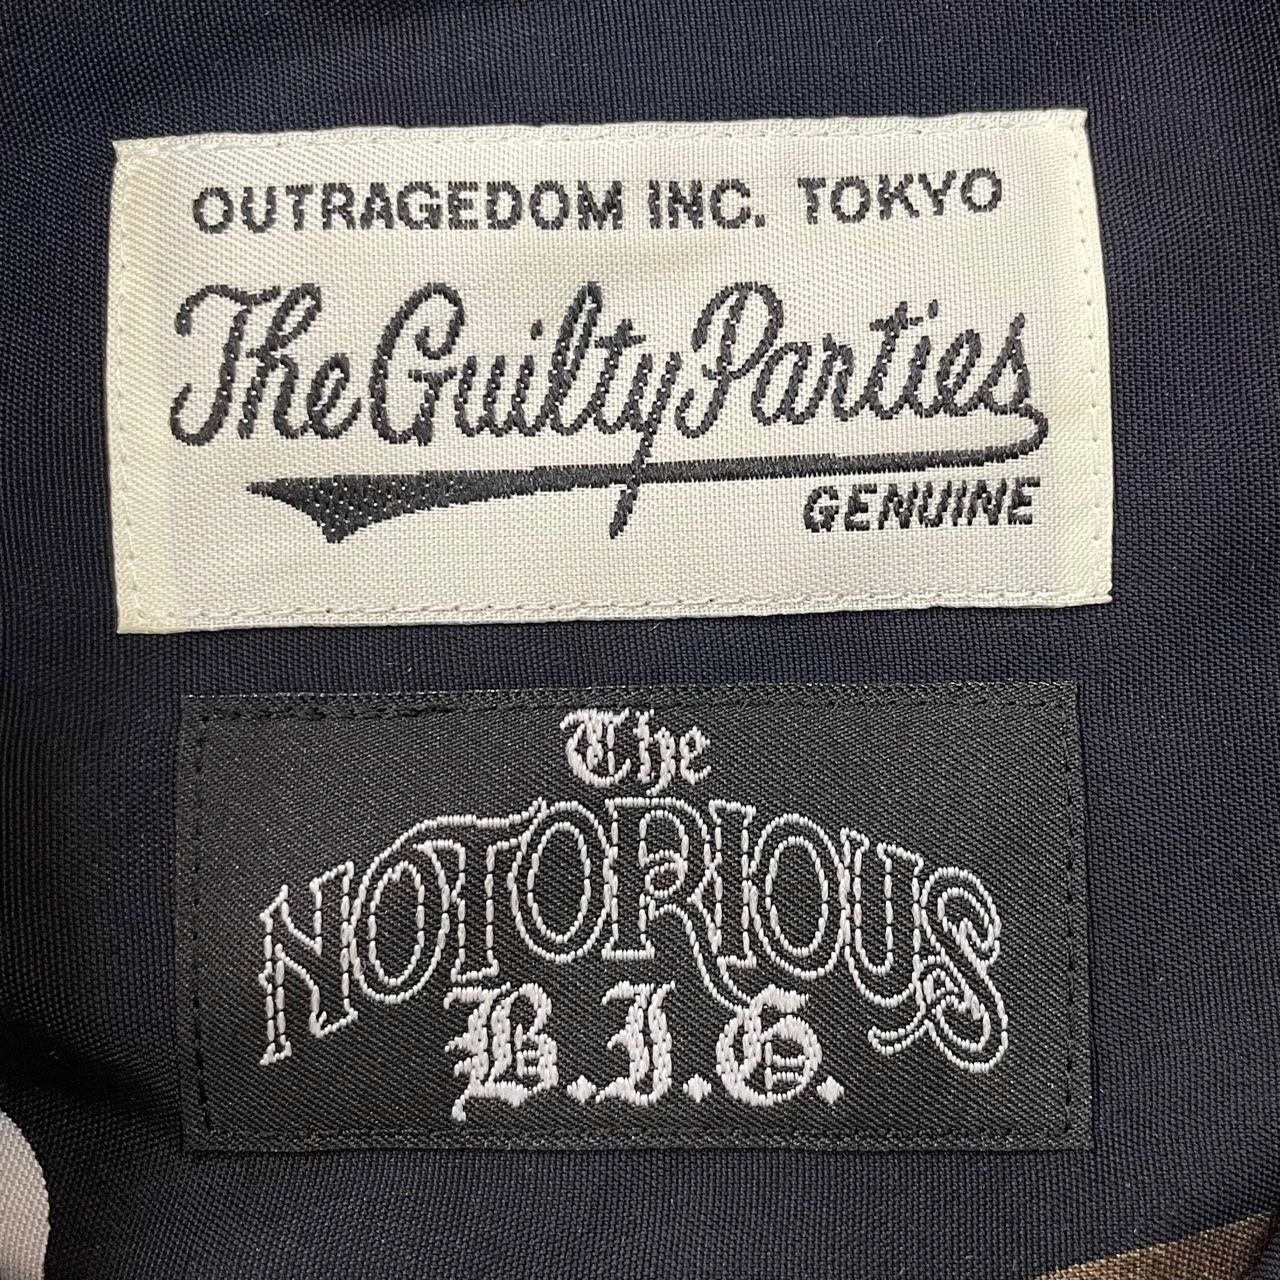 OUTRAGEDOM INC. TOKYO
The Guilty Parties
GENUINE
The
NOTORIOUS
B.I.G.